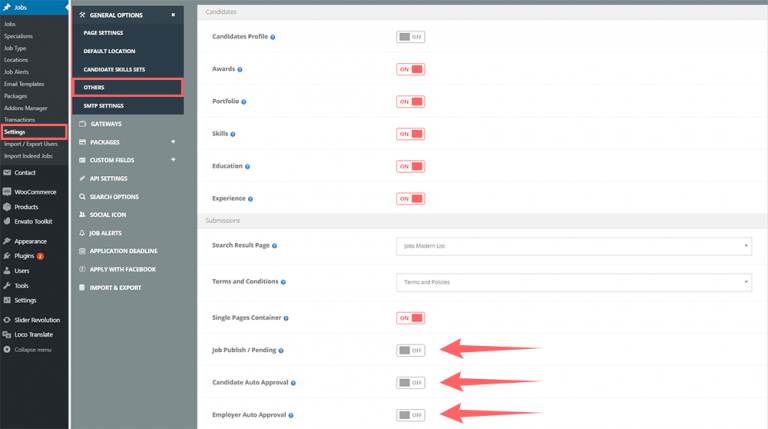 Jobs
Jobs
Specialisms
Job Type
Locations
Job Alerts
Email Templates
Packages
Addons Manager
Transactions
Settings
Import / Export Users
Import Indeed Jobs
Contact
WooCommerce
Products
Envato Toolkit
Appearance
Plugins 2
Users
Tools
Settings
Slider Revolution
Loco Translate
Collapse menu
GENERAL OPTIONS
PAGE SETTINGS
DEFAULT LOCATION
CANDIDATE SKILLS SETS
OTHERS
SMTP SETTINGS
GATEWAYS
PACKAGES +
CUSTOM FIELDS +
API SETTINGS
SEARCH OPTIONS
SOCIAL ICON
JOB ALERTS
APPLICATION DEADLINE
APPLY WITH FACEBOOK
IMPORT & EXPORT
Candidates
Candidates Profile ? OFF
Awards ? ON
Portfolio ? ON
Skills ? ON
Education ? ON
Experience ? ON
Submissions
Search Result Page ? Jobs Modern List
Terms and Conditions ? Terms and Policies
Single Pages Container ? ON
Job Publish / Pending ? OFF
Candidate Auto Approval ? OFF
Employer Auto Approval ? OFF